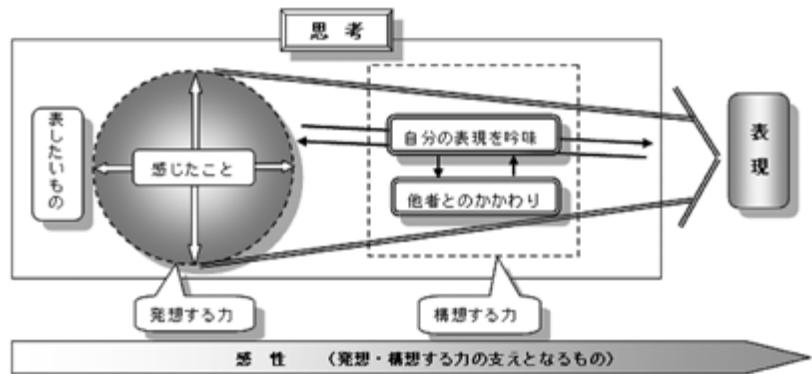 思考
表したいもの
感じたこと
自分の表現を吟味
他者とのかかわり
表現
発想する力
構想する力
感 性 （発想・構想する力の支えとなるもの）